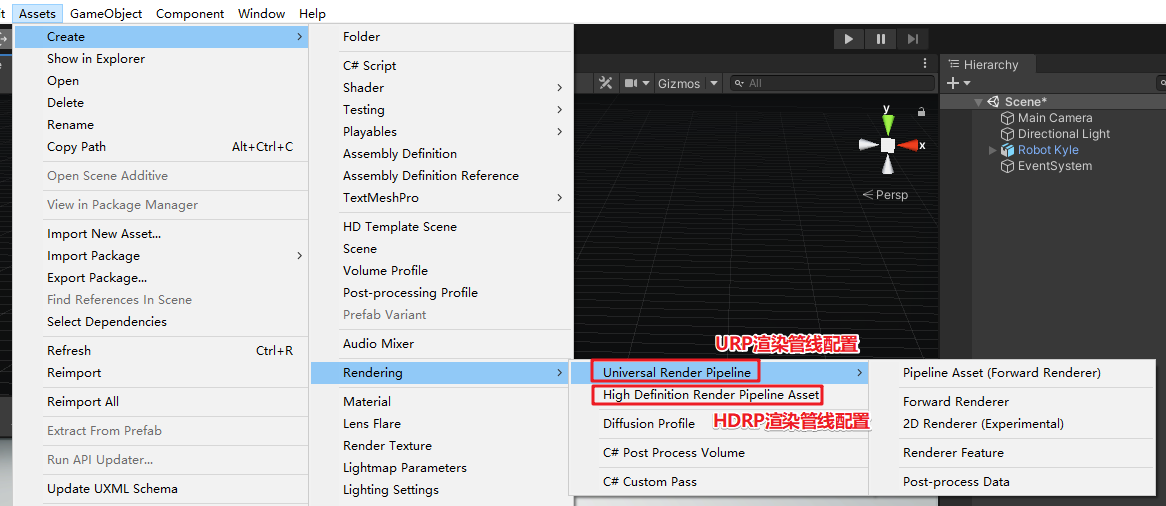 t Assets GameObject Component Window Help
Create
Show in Explorer
Open
Delete
Rename
Copy Path Alt+Ctrl+C
Open Scene Additive
View in Package Manager
Import New Asset...
Import Package
Export Package...
Find References In Scene
Select Dependencies
Refresh Ctrl+R
Reimport
Reimport All
Extract From Prefab
Run API Updater...
Update UXML Schema
Folder
C# Script
Shader
Testing
Playables
Assembly Definition
Assembly Definition Reference
TextMeshPro
HD Template Scene
Scene
Volume Profile
Post-processing Profile
Prefab Variant
Audio Mixer
Rendering
Material
Lens Flare
Render Texture
Lightmap Parameters
Lighting Settings
Gizmos All
y
x
Persp
URP渲染管线配置
Universal Render Pipeline
High Definition Render Pipeline Asset
HDRP渲染管线配置
Diffusion Profile
C# Post Process Volume
C# Custom Pass
Pipeline Asset (Forward Renderer)
Forward Renderer
2D Renderer (Experimental)
Renderer Feature
Post-process Data
Hierarchy
Scene*
Main Camera
Directional Light
Robot Kyle
EventSystem